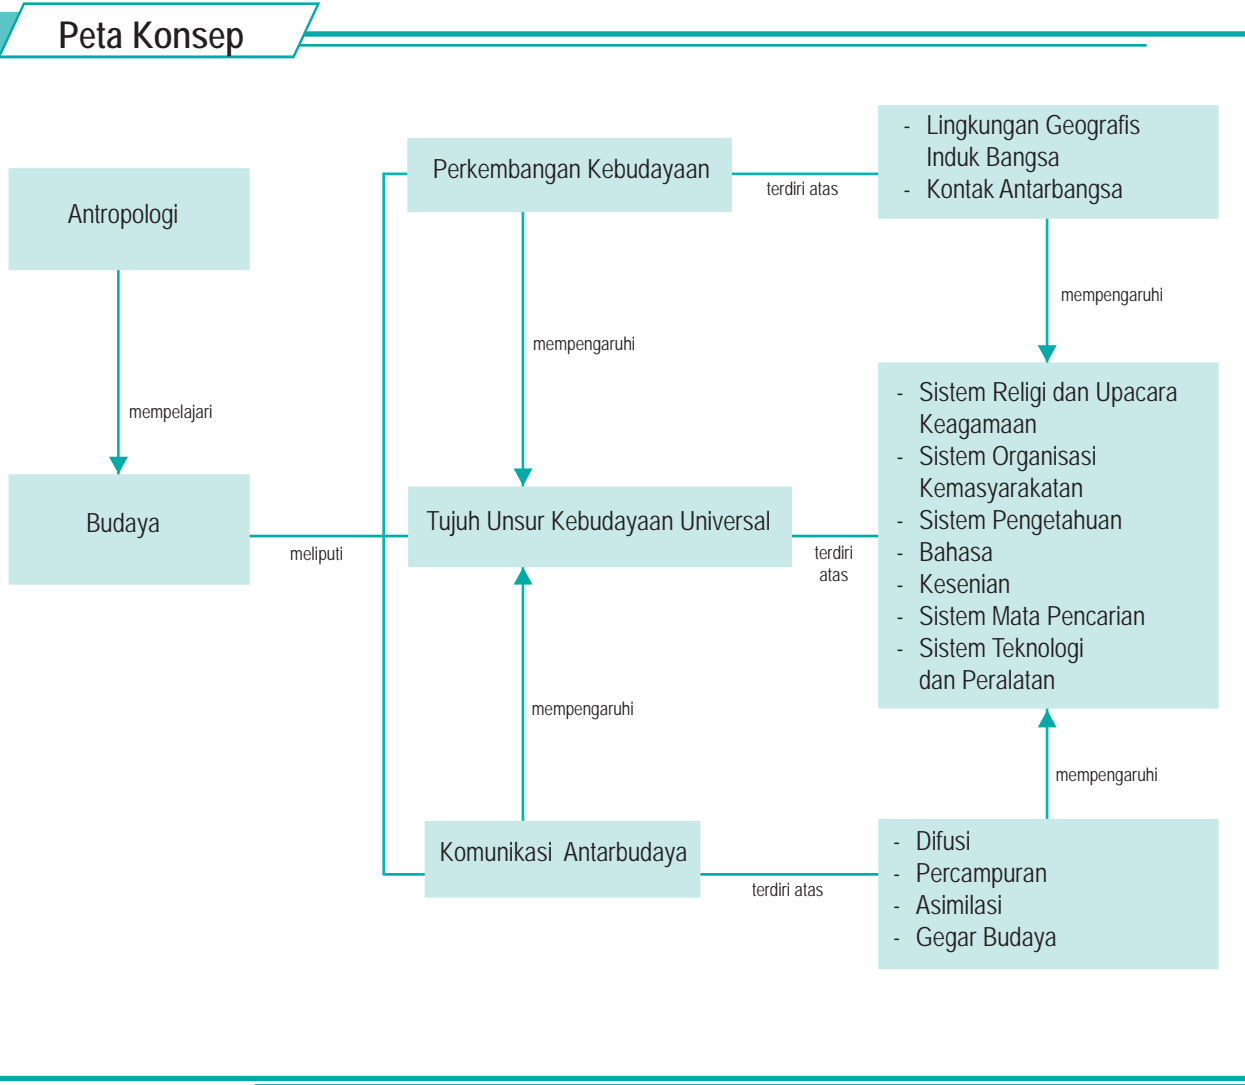 Peta Konsep
Antropologi
mempelajari
Budaya
meliputi
Perkembangan Kebudayaan
terdiri atas
- Lingkungan Geografis
Induk Bangsa
- Kontak Antarbangsa
mempengaruhi
mempengaruhi
Tujuh Unsur Kebudayaan Universal
terdiri
atas
- Sistem Religi dan Upacara
Keagamaan
- Sistem Organisasi
Kemasyarakatan
- Sistem Pengetahuan
- Bahasa
- Kesenian
- Sistem Mata Pencarian
- Sistem Teknologi
dan Peralatan
mempengaruhi
mempengaruhi
Komunikasi Antarbudaya
terdiri atas
- Difusi
- Percampuran
- Asimilasi
- Gegar Budaya